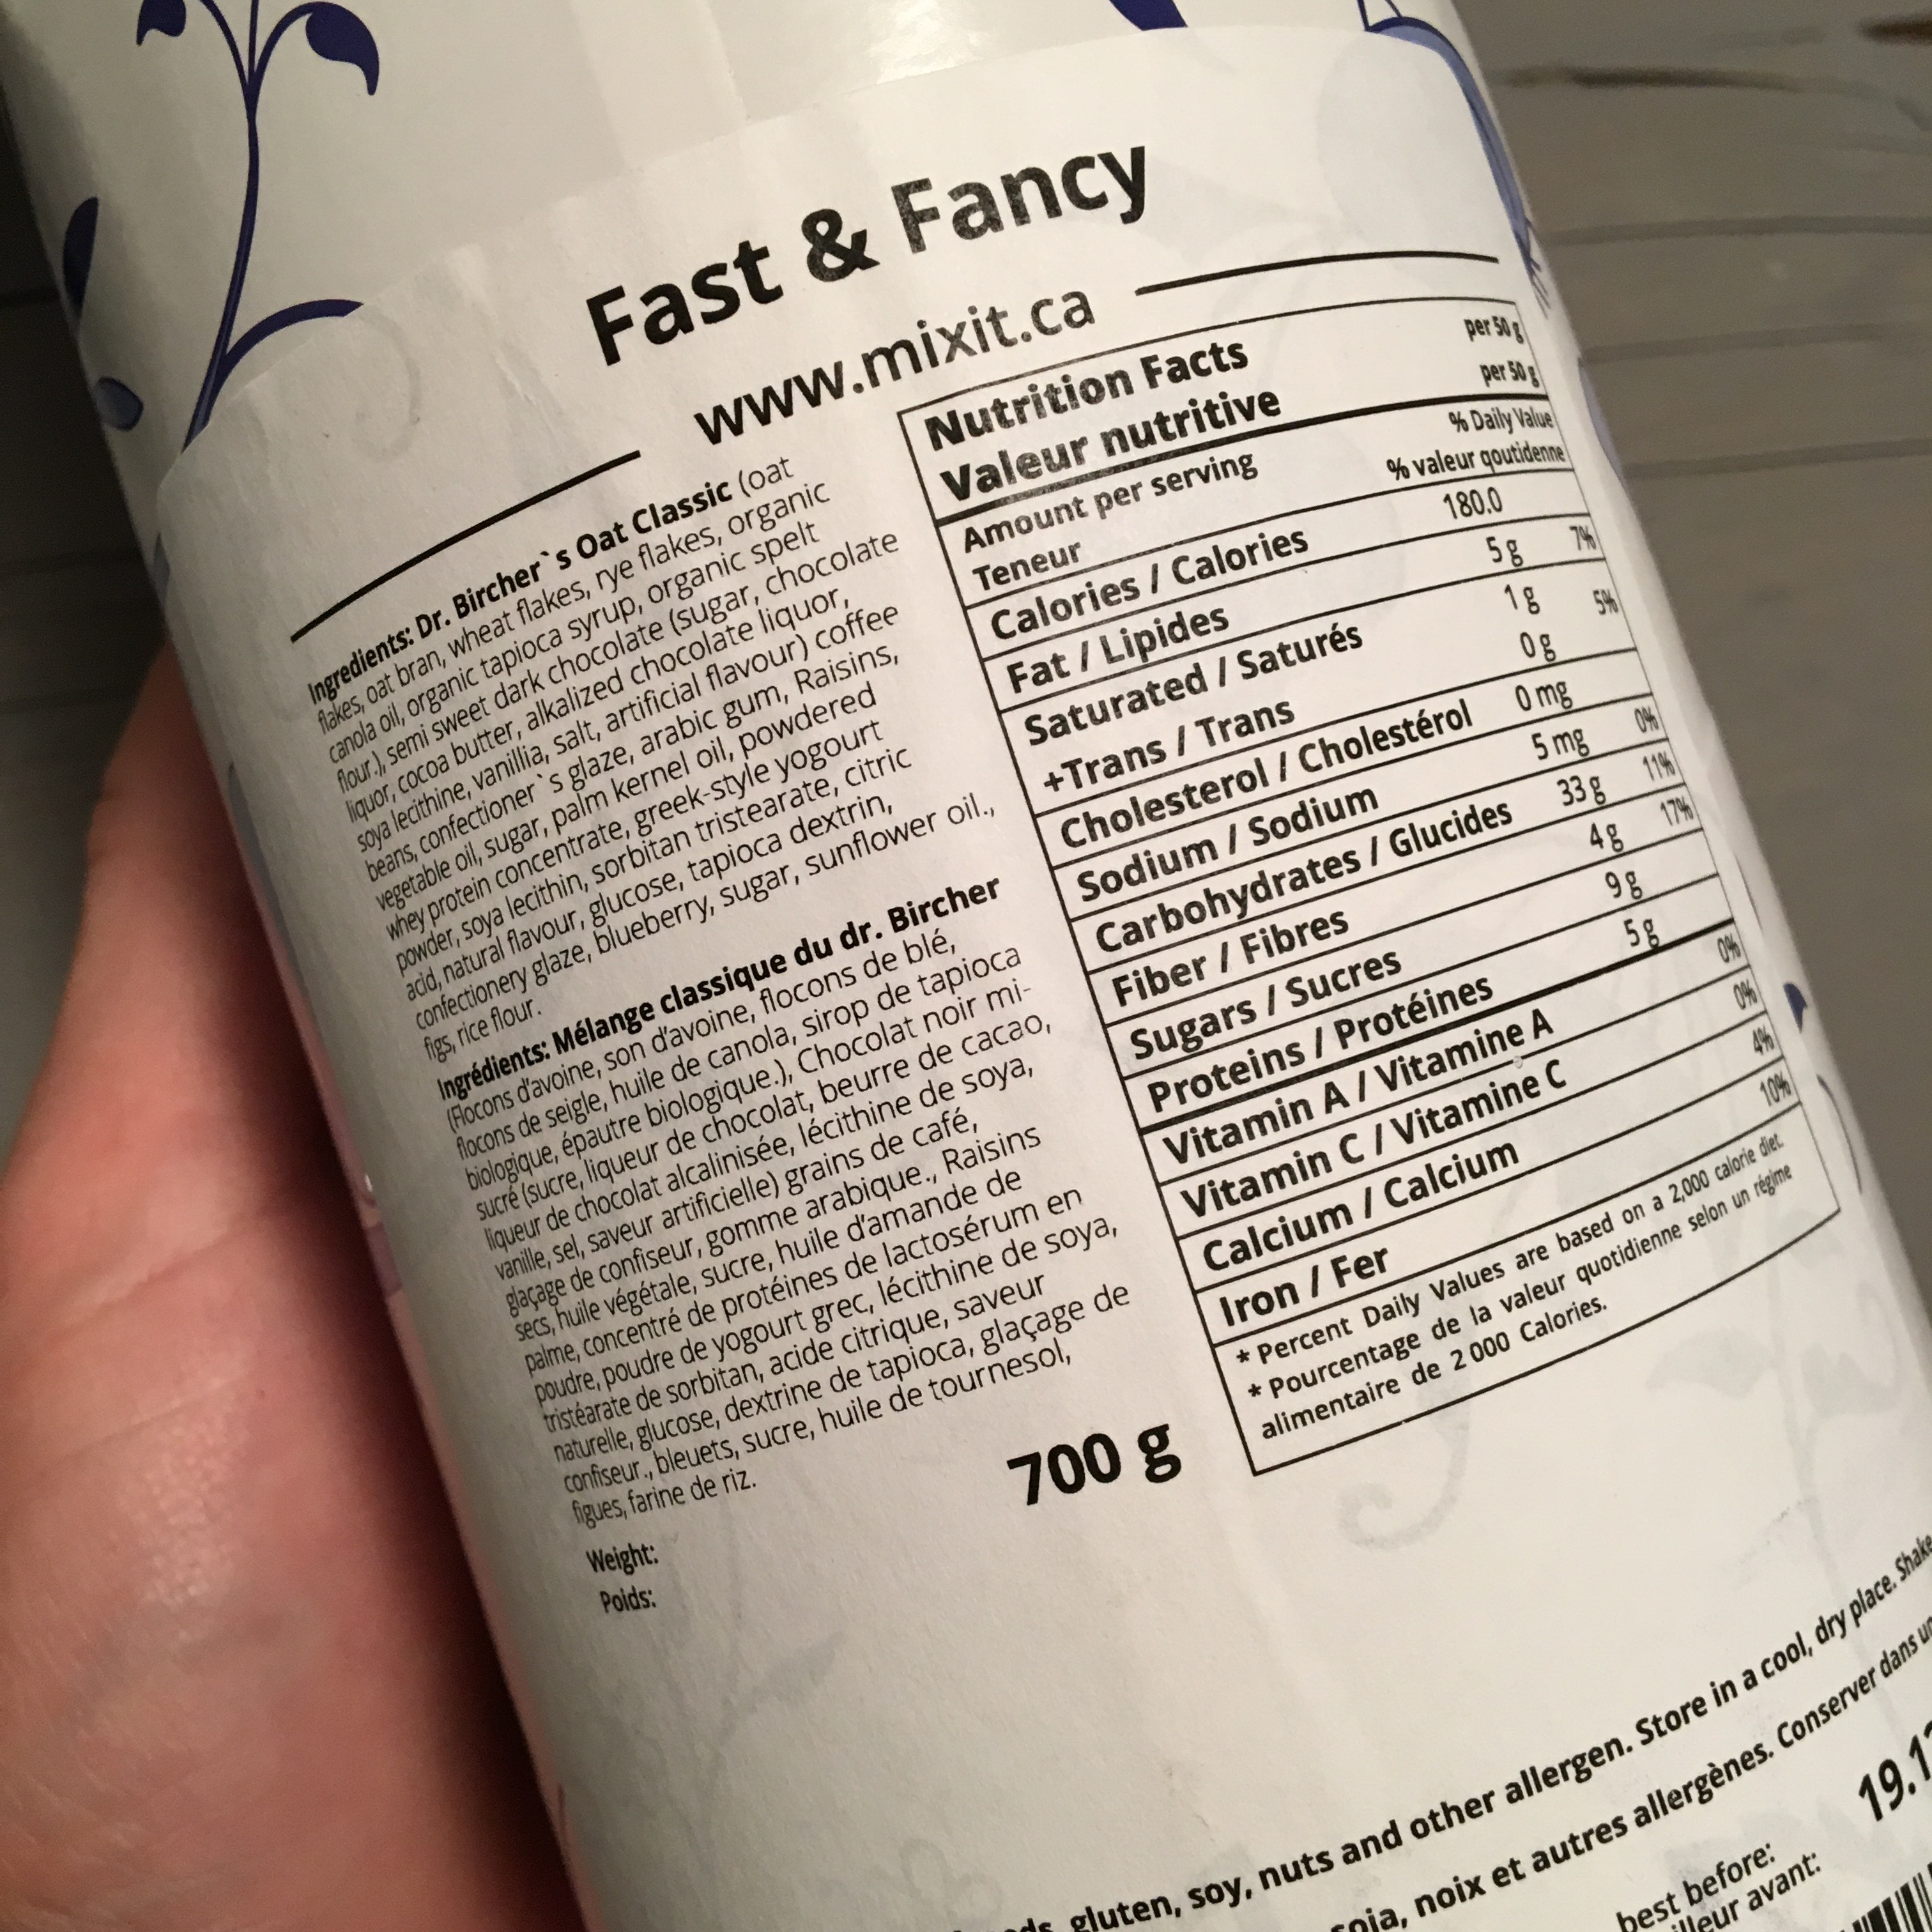 Fast & Fancy
www.mixit.ca
Ingredients: Dr. Bircher`s Oat Classic (oat
flakes, oat bran, wheat flakes, rye flakes, organic
canola oil, organic tapioca syrup, organic spelt
flour.), semi sweet dark chocolate (sugar, chocolate
liquor, cocoa butter, alkalized chocolate liquor,
soya lecithine, vanillia, salt, artificial flavour) coffee
beans, confectioner`s glaze, arabic gum, Raisins,
vegetable oil, sugar, palm kernel oil, powdered
whey protein concentrate, greek-style yogourt
powder, soya lecithin, sorbitan tristearate, citric
acid, natural flavour, glucose, tapioca dextrin,
confectionery glaze, blueberry, sugar, sunflower oil.,
figs, rice flour.
Ingrédients: Mélange classique du dr. Bircher
(Flocons d'avoine, son d'avoine, flocons de blé,
flocons de seigle, huile de canola, sirop de tapioca
biologique, épautre biologique.), Chocolat noir mi-
sucré (sucre, liqueur de chocolat, beurre de cacao,
liqueur de chocolat alcalinisée, lécithine de soya,
vanille, sel, saveur artificielle) grains de café,
glaçage de confiseur, gomme arabique., Raisins
secs, huile végétale, sucre, huile d'amande de
palme, concentré de protéines de lactosérum en
poudre, poudre de yogourt grec, lécithine de soya,
tristéarate de sorbitan, acide citrique, saveur
naturelle, glucose, dextrine de tapioca, glaçage de
confiseur., bleuets, sucre, huile de tournesol,
figues, farine de riz.
Weight:
Poids:
700 g
Nutrition Facts per 50 g
Valeur nutritive per 50 g
Amount per serving % Daily Value
Teneur % valeur qoutidenne
Calories / Calories 180.0
Fat / Lipides 5 g 7%
Saturated / Saturés 1 g 5%
+Trans / Trans 0 g
Cholesterol / Cholestérol 0 mg
Sodium / Sodium 5 mg 0%
Carbohydrates / Glucides 33 g 11%
Fiber / Fibres 4 g 17%
Sugars / Sucres 9 g
Proteins / Protéines 5 g
Vitamin A / Vitamine A 0%
Vitamin C / Vitamine C 0%
Calcium / Calcium 4%
Iron / Fer 10%
* Percent Daily Values are based on a 2,000 calorie diet.
* Pourcentage de la valeur quotidienne selon un régime
alimentaire de 2 000 Calories.
gluten, soy, nuts and other allergen. Store in a cool, dry place. Shake
soja, noix et autres allergènes. Conserver dans un
best before: 19.1
avant: